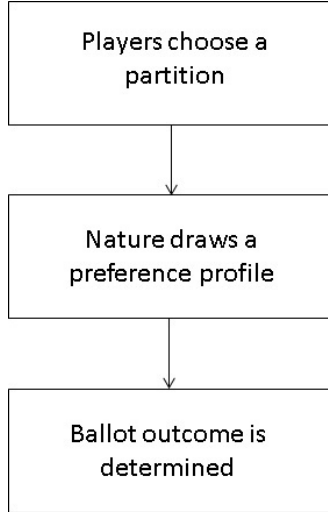 Players choose a
partition
Nature draws a
preference profile
Ballot outcome is
determined